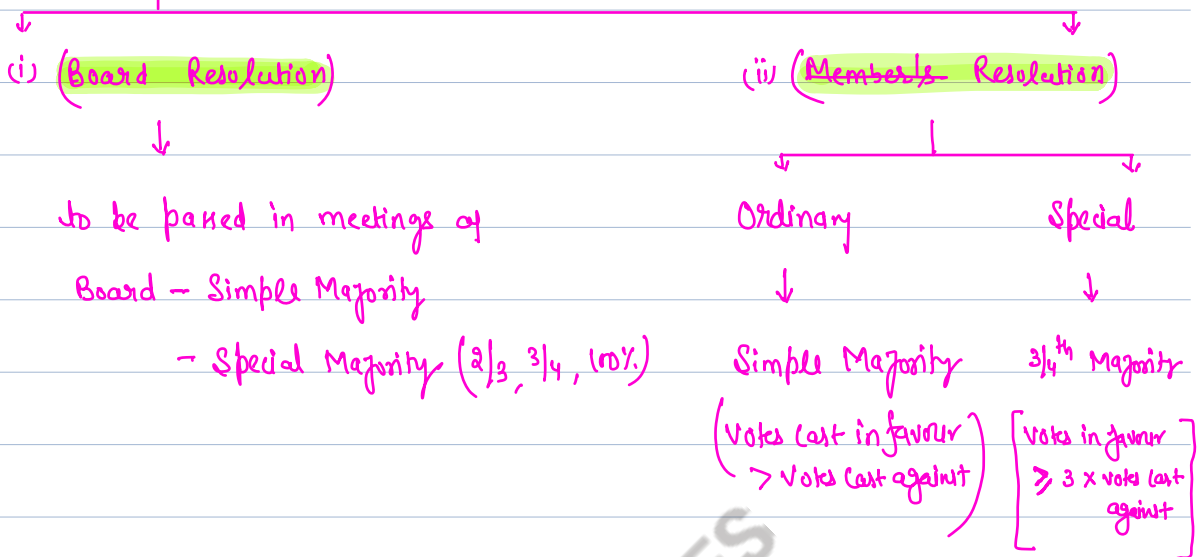 (i) (Board Resolution)
(ii) (Member's Resolution)
to be passed in meetings of
Board - Simple Majority
- Special Majority (2/3, 3/4, 100%)
Ordinary
Special
Simple Majority
(Votes cast in favour
> Votes cast against)
3/4th Majority
[Votes in favour
≥ 3 x votes cast
against]
ES